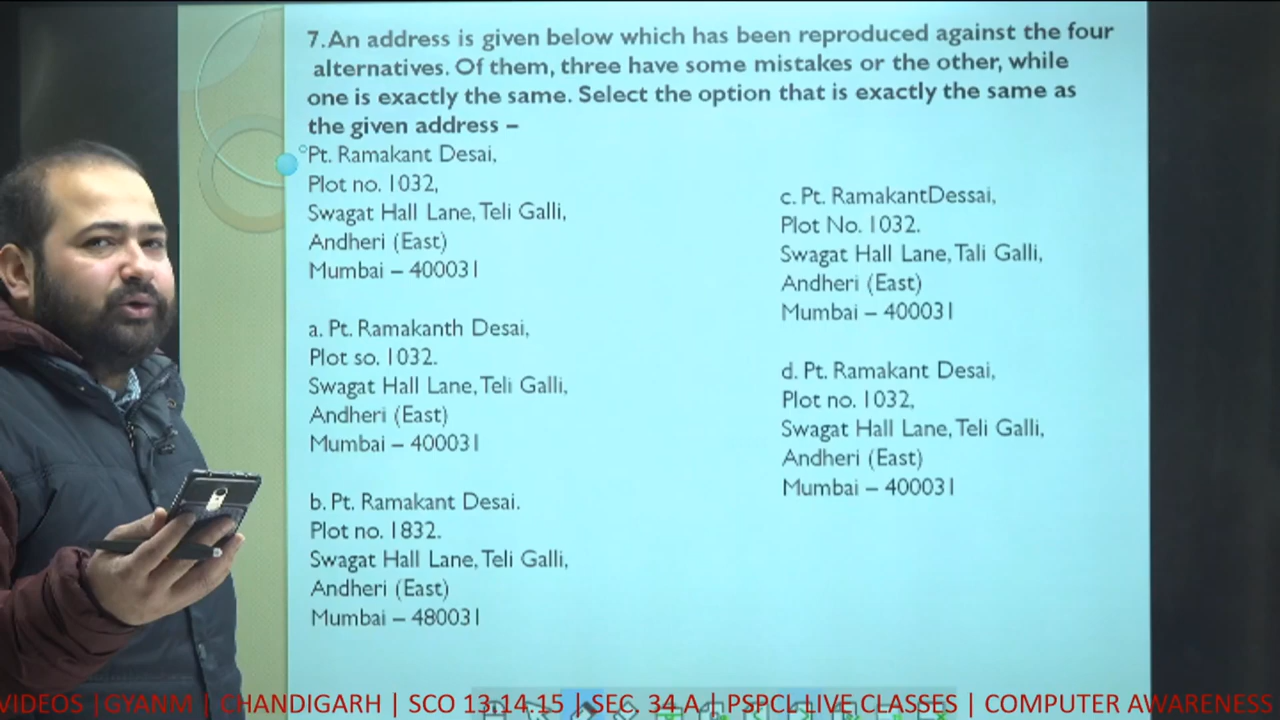 7.An address is given below which has been reproduced against the four
alternatives. Of them, three have some mistakes or the other, while
one is exactly the same. Select the option that is exactly the same as
the given address –
Pt. Ramakant Desai,
Plot no. 1032,
Swagat Hall Lane, Teli Galli,
Andheri (East)
Mumbai – 400031
a. Pt. Ramakanth Desai,
Plot so. 1032.
Swagat Hall Lane, Teli Galli,
Andheri (East)
Mumbai – 400031
b. Pt. Ramakant Desai.
Plot no. 1832.
Swagat Hall Lane, Teli Galli,
Andheri (East)
Mumbai – 480031
c. Pt. RamakantDessai,
Plot No. 1032.
Swagat Hall Lane, Tali Galli,
Andheri (East)
Mumbai – 400031
d. Pt. Ramakant Desai,
Plot no. 1032,
Swagat Hall Lane, Teli Galli,
Andheri (East)
Mumbai – 400031
VIDEOS | GYANM | CHANDIGARH | SCO 13.14.15 | SEC. 34 A | PSPCL LIVE CLASSES | COMPUTER AWARENESS